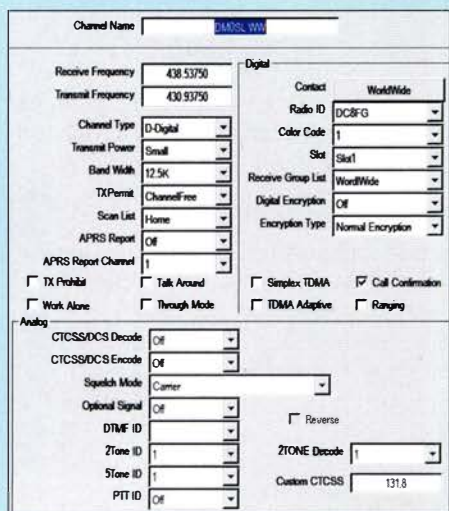 Channel Name DM0SL WW
Receive Frequency 438.53750
Transmit Frequency 430.93750
Channel Type D-Digital
Transmit Power Small
Band Width 12.5K
TXPermit ChannelFree
Scan List Home
APRS Report Off
APRS Report Channel 1
TX Prohibit Talk Around
Work Alone Through Mode
Digital
Contact WorldWide
Radio ID DC8FG
Color Code 1
Slot Slot1
Receive Group List WorldWide
Digital Encryption Off
Encryption Type Normal Encryption
Simplex TDMA Call Confirmation
TDMA Adaptive Ranging
Analog
CTCSS/DCS Decode Off
CTCSS/DCS Encode Off
Squelch Mode Carrier
Optional Signal Off
Reverse
DTMF ID
2Tone ID 1
2TONE Decode 1
5Tone ID 1
Custom CTCSS 131.8
PTT ID Off